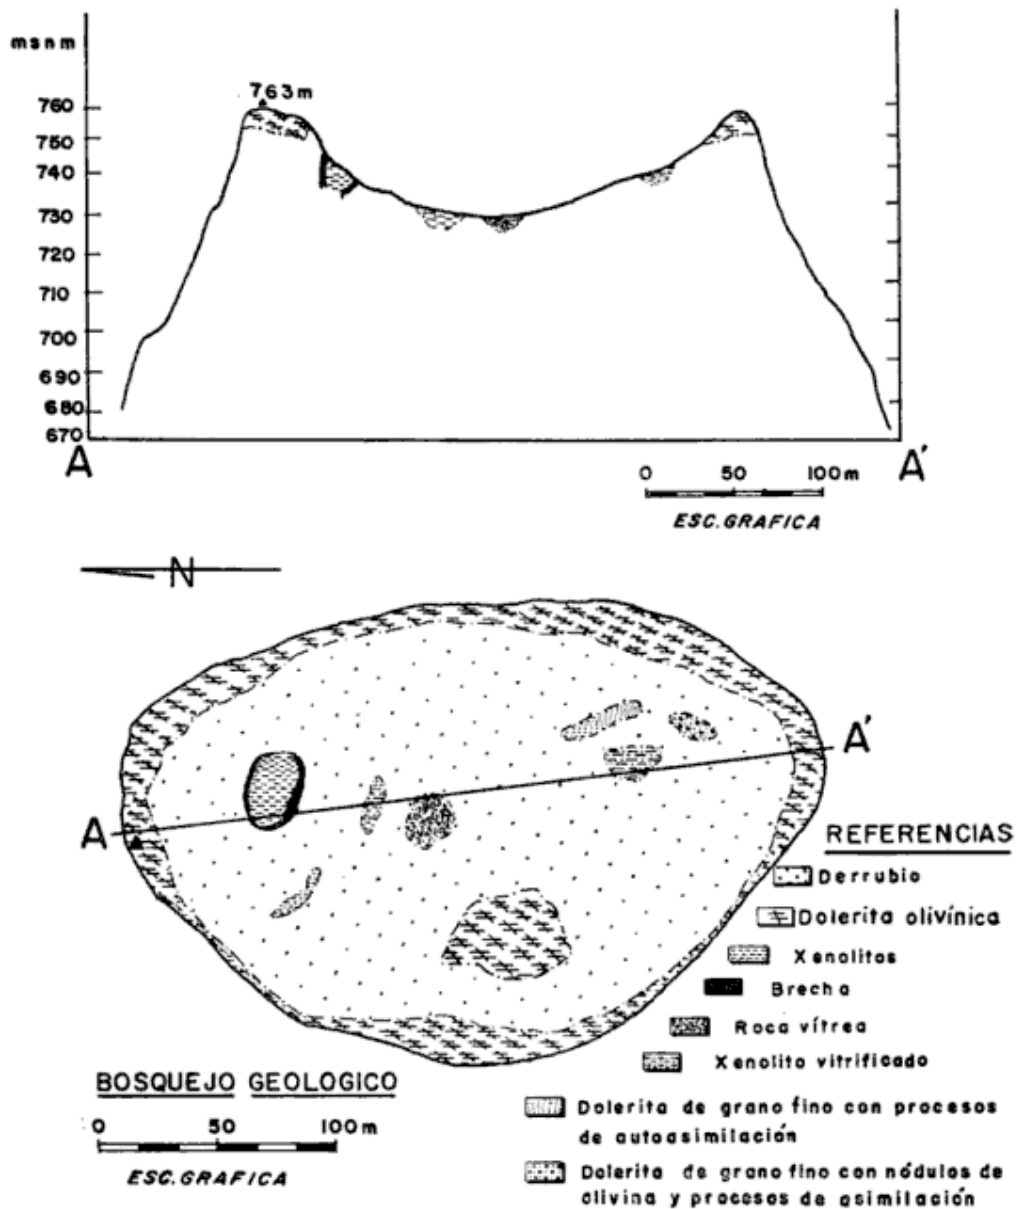 msnm
763m
760
750
740
730
720
710
700
690
680
670
A
A'
0 50 100m
ESC.GRAFICA
N
A'
A
REFERENCIAS
Derrubio
Dolerita olivínica
Xenolitos
Brecha
Roca vítrea
Xenolito vitrificado
Dolerita de grano fino con procesos
de autoasimilación
Dolerita de grano fino con nódulos de
olivina y procesos de asimilación
BOSQUEJO GEOLOGICO
0 50 100m
ESC.GRAFICA